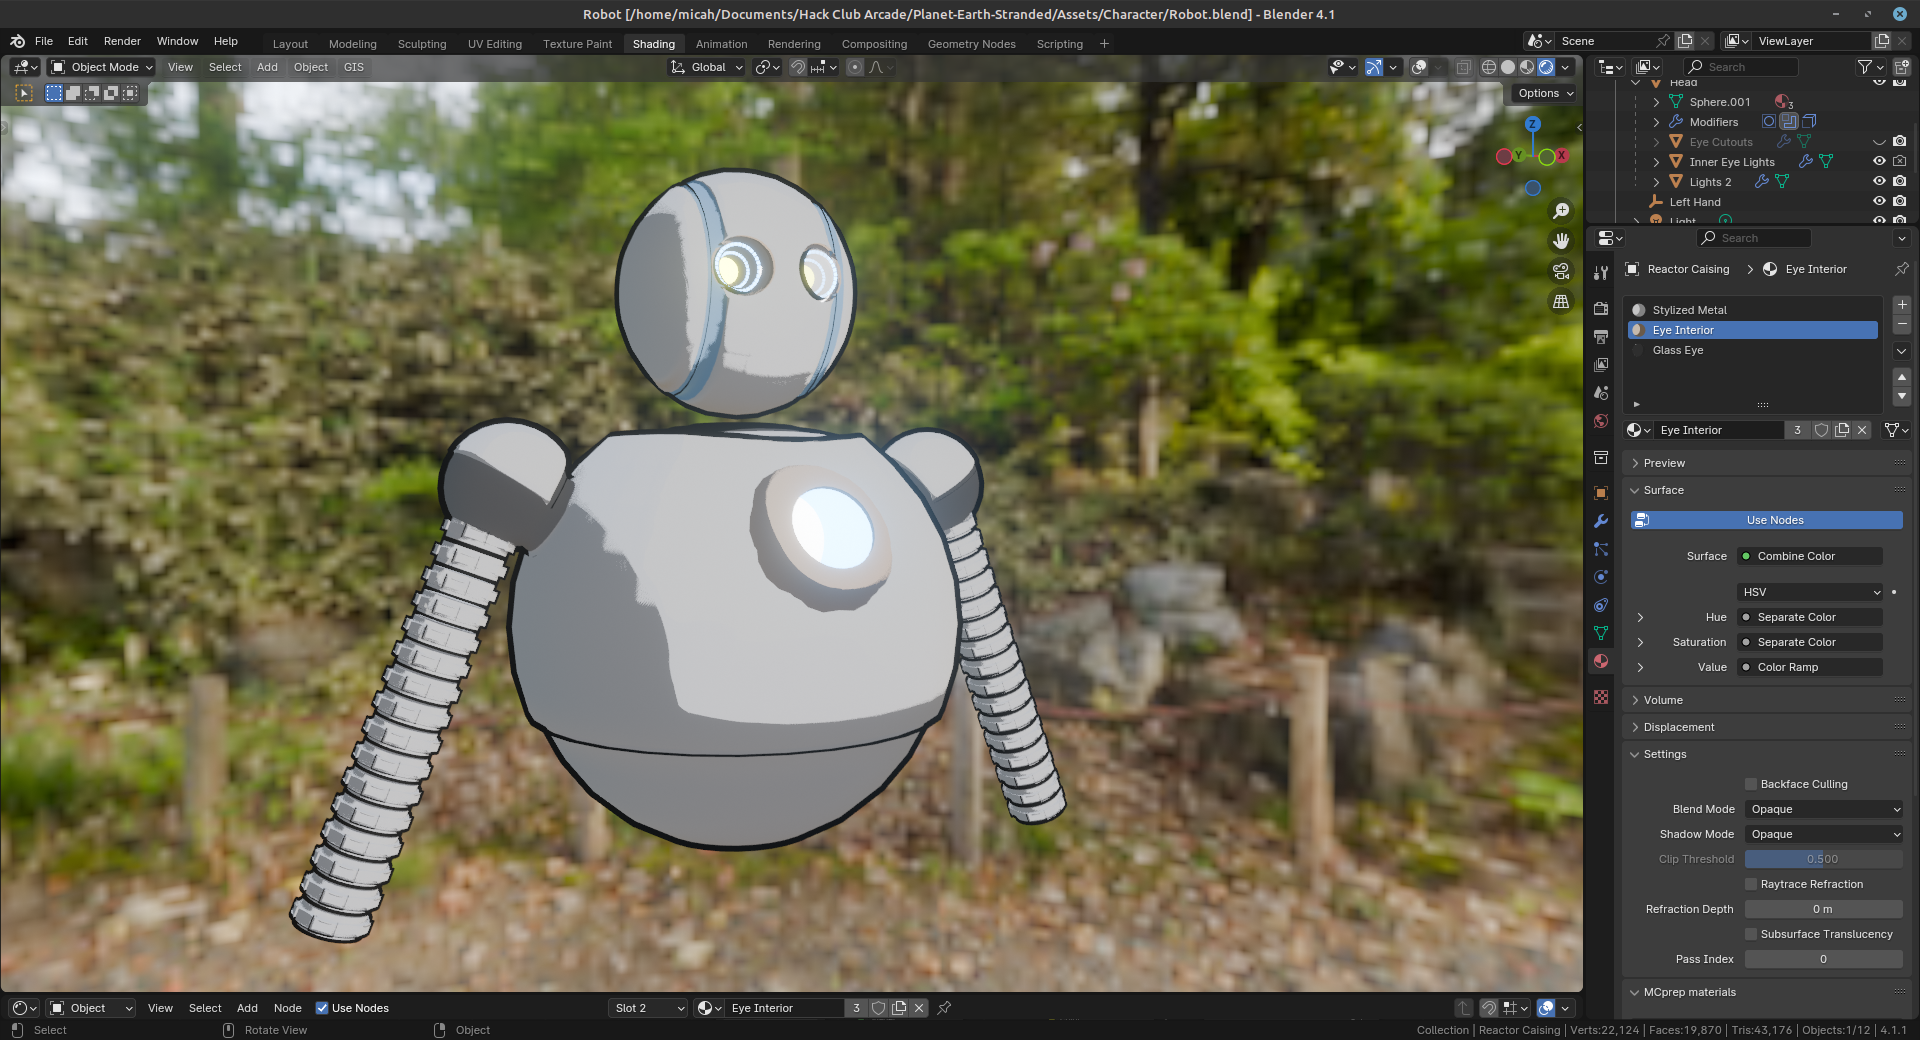 Robot [/home/micah/Documents/Hack Club Arcade/Planet-Earth-Stranded/Assets/Character/Robot.blend] - Blender 4.1
File Edit Render Window Help Layout Modeling Sculpting UV Editing Texture Paint Shading Animation Rendering Compositing Geometry Nodes Scripting + Scene ViewLayer
Object Mode View Select Add Object GIS Global Search
Options
Z
Y X
Head
Sphere.001 3
Modifiers
Eye Cutouts
Inner Eye Lights
Lights 2
Left Hand
Light
Search
Reactor Caising > Eye Interior
Stylized Metal
Eye Interior
Glass Eye
Eye Interior 3
Preview
Surface
Use Nodes
Surface Combine Color
HSV
Hue Separate Color
Saturation Separate Color
Value Color Ramp
Volume
Displacement
Settings
Backface Culling
Blend Mode Opaque
Shadow Mode Opaque
Clip Threshold 0.500
Raytrace Refraction
Refraction Depth 0 m
Subsurface Translucency
Pass Index 0
MCprep materials
Object View Select Add Node Use Nodes Slot 2 Eye Interior 3
Select Rotate View Object Collection | Reactor Caising | Verts:22,124 | Faces:19,870 | Tris:43,176 | Objects:1/12 | 4.1.1